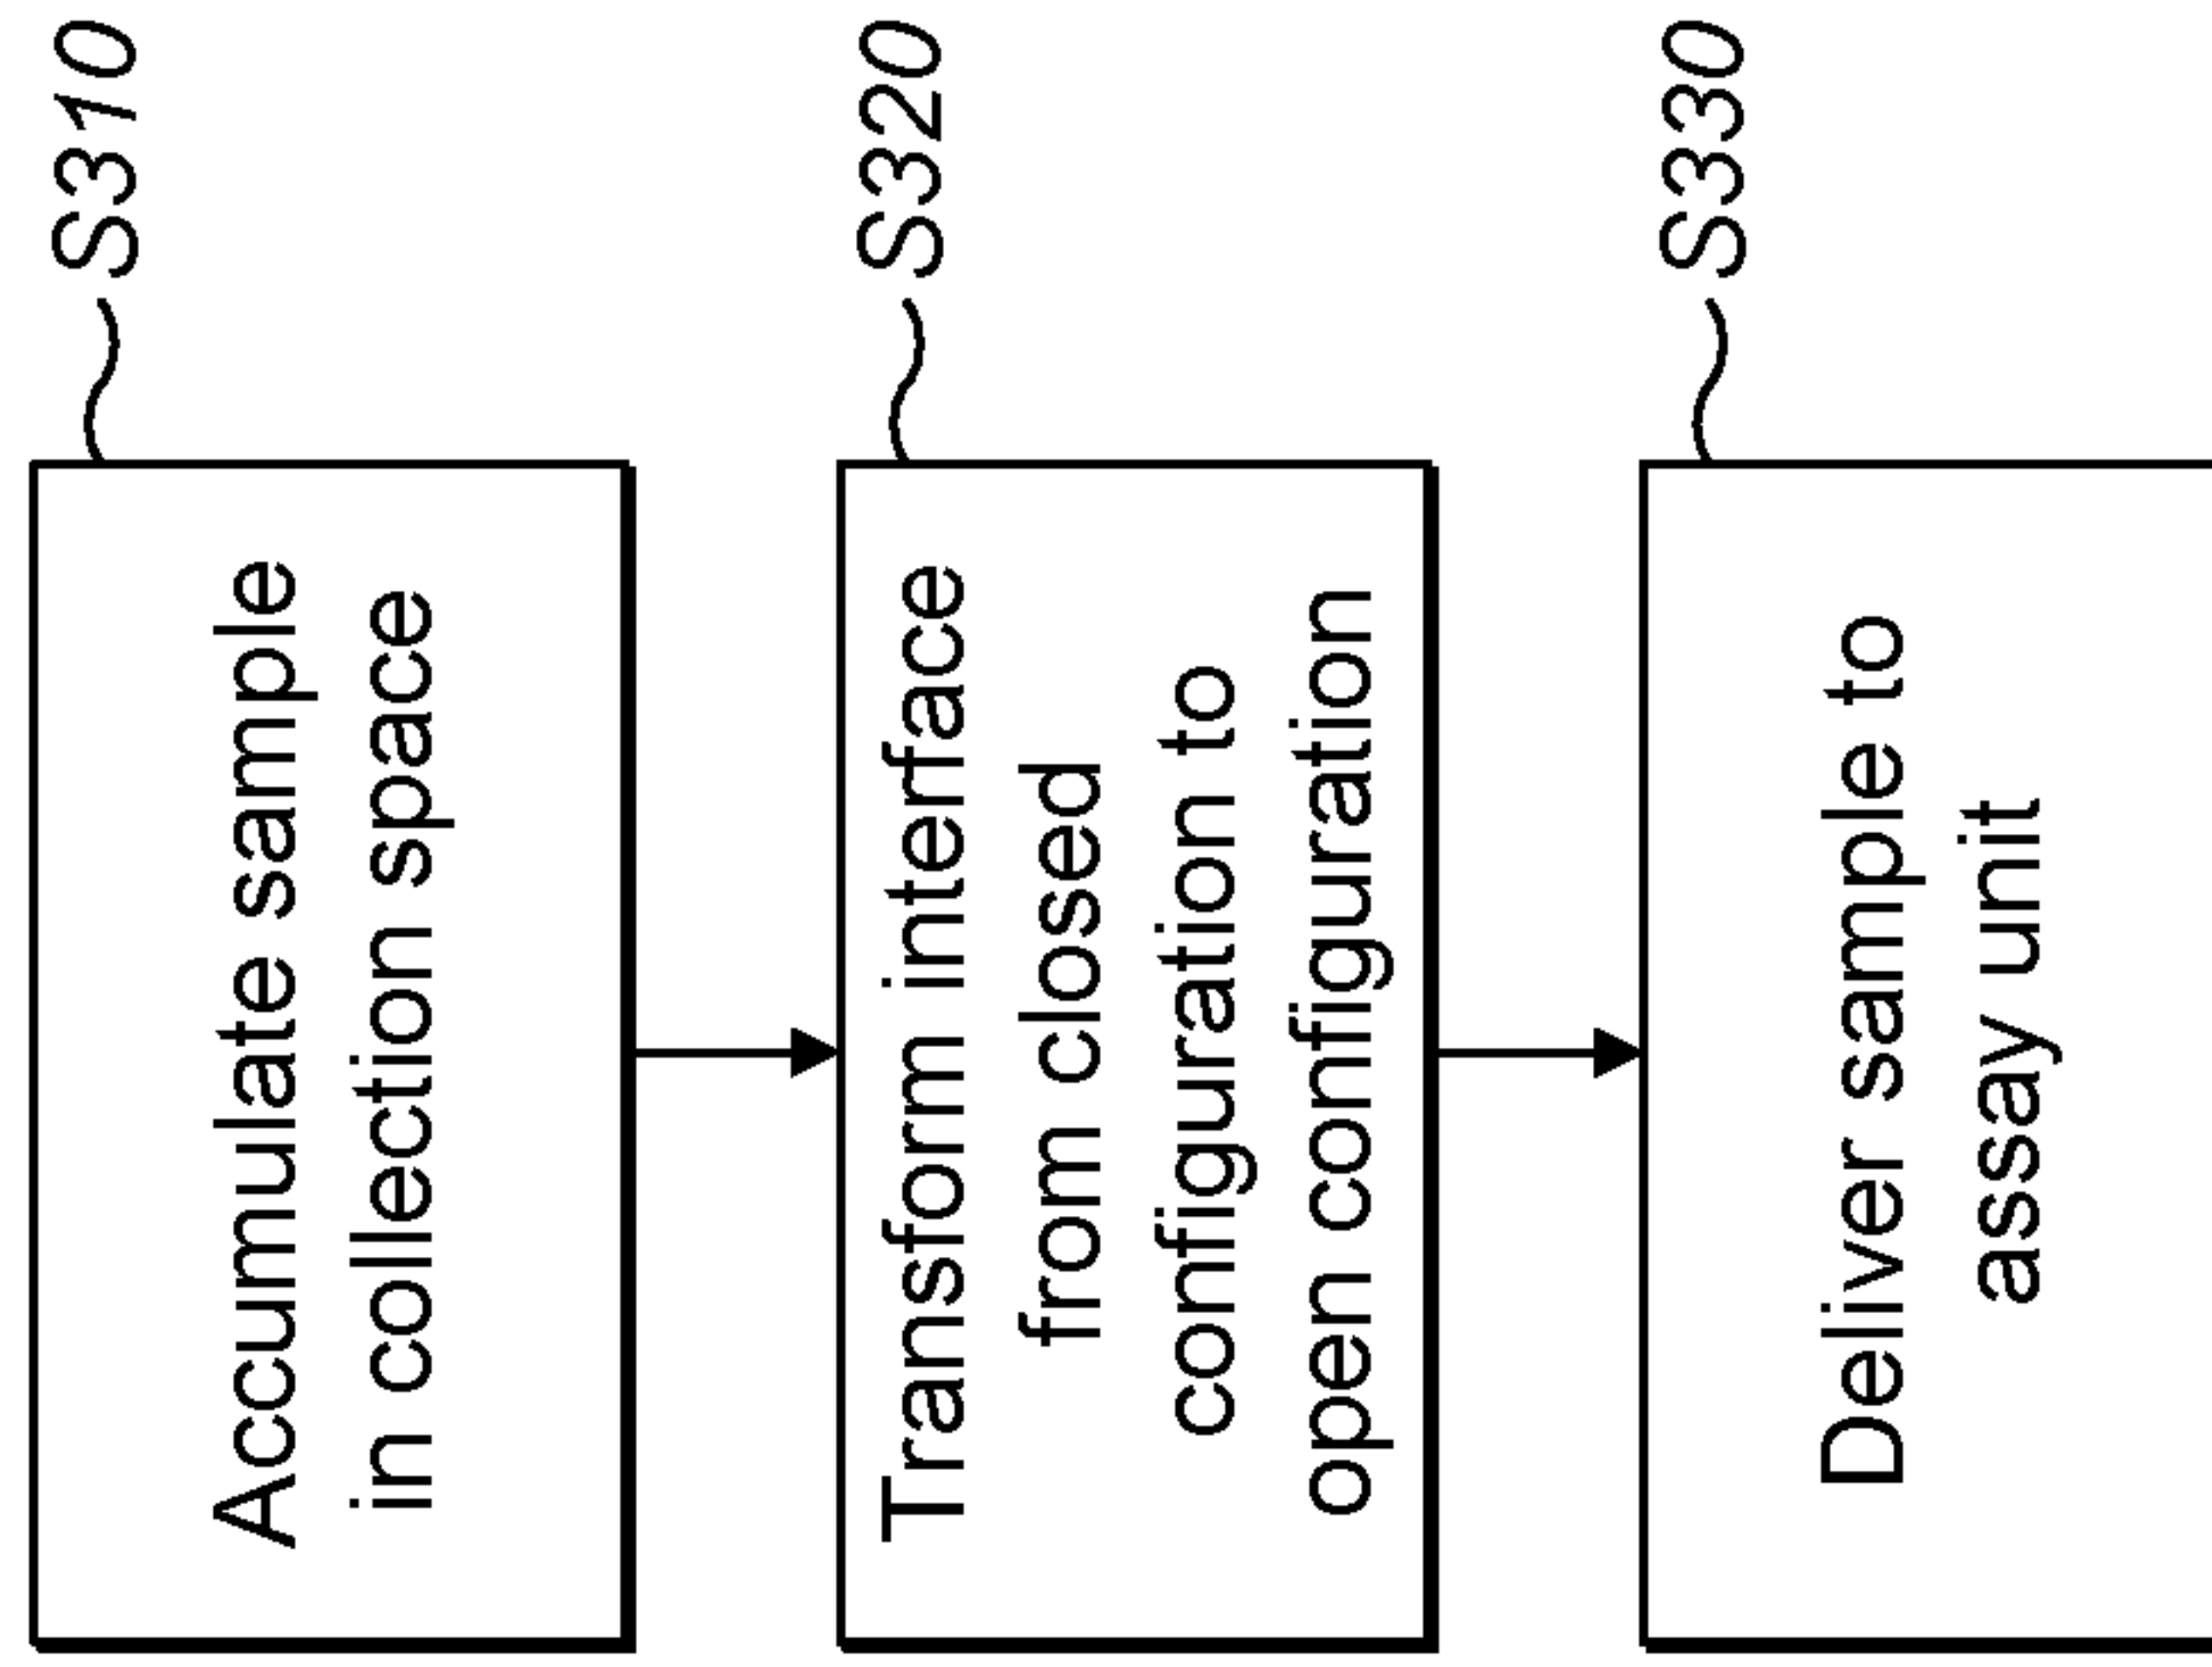 Accumulate sample
in collection space
S310
Transform interface
from closed
configuration to
open configuration
S320
Deliver sample to
assay unit
S330